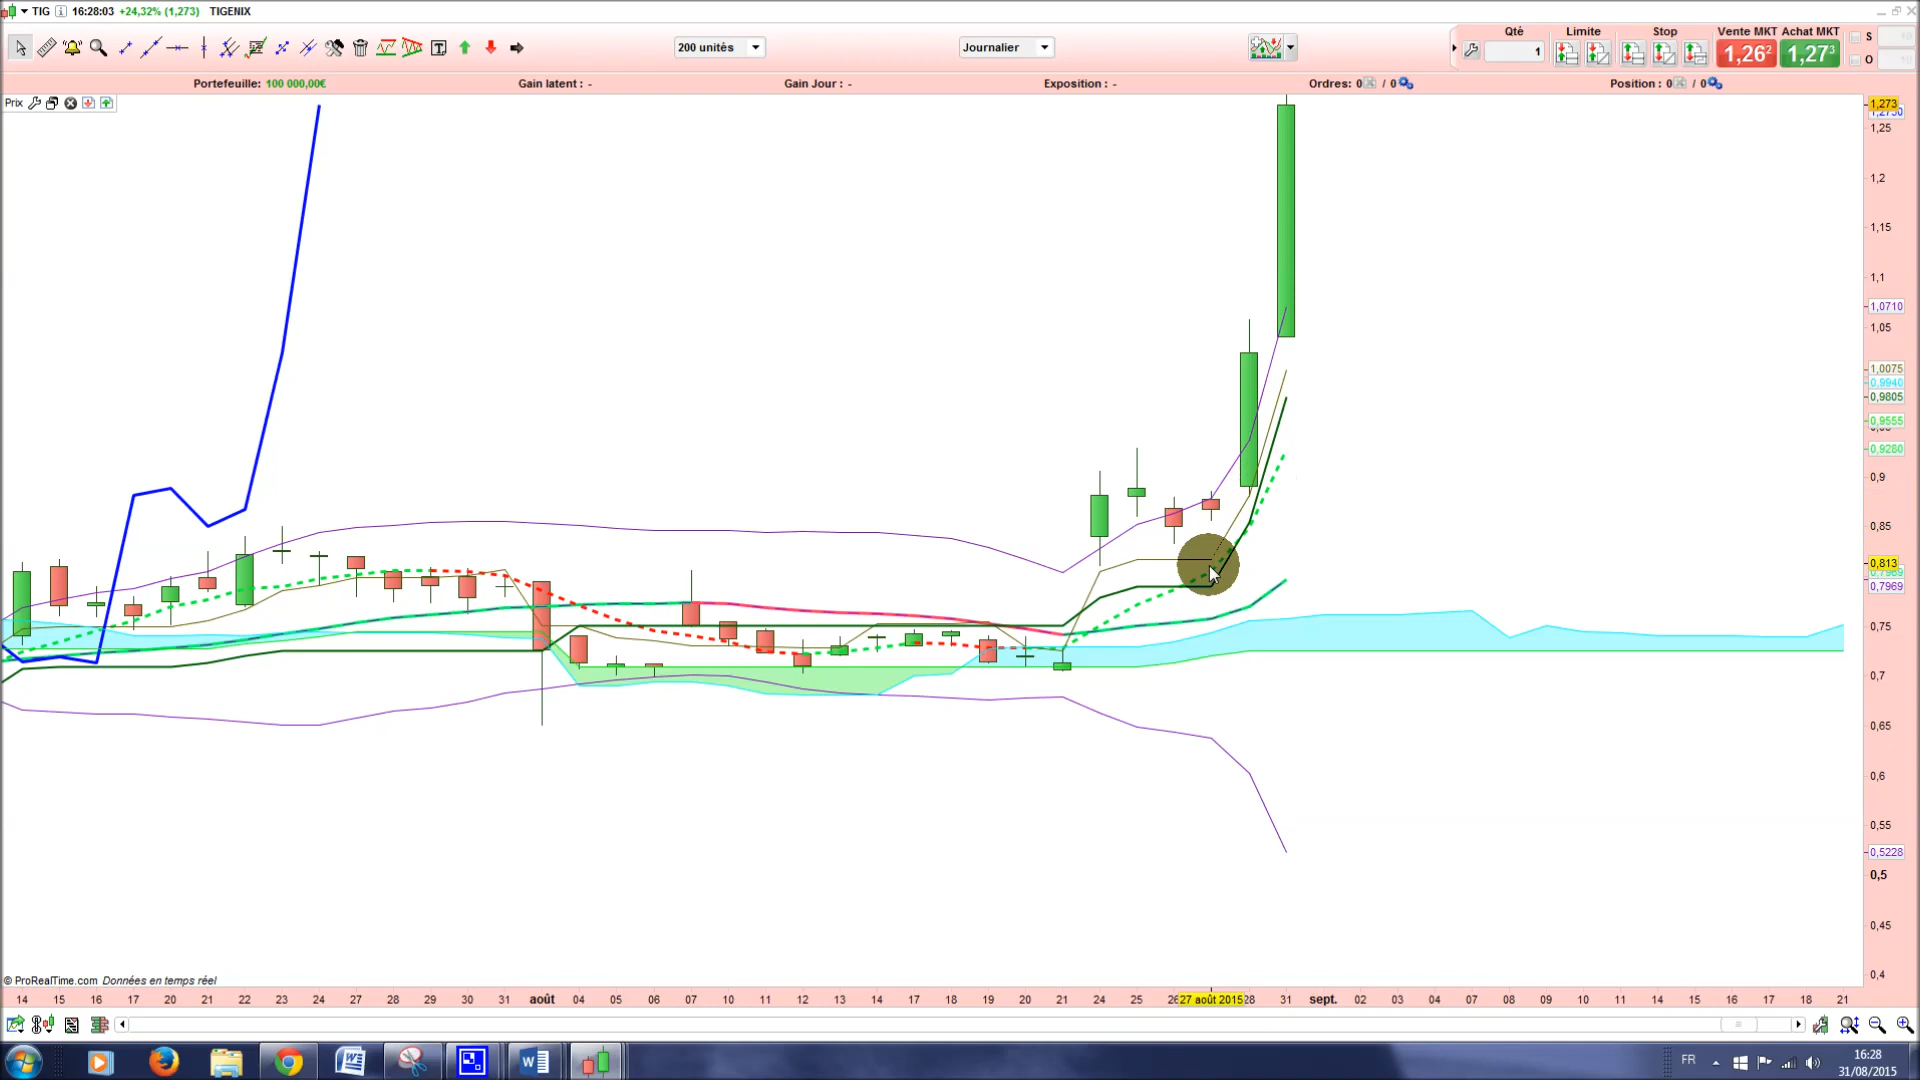 TIG 16:28:03 +24,32% (1,273) TIGENIX
200 unités
Journalier
Qté
1
Limite
Stop
Vente MKT Achat MKT
1,26² 1,27³
S
O
Portefeuille: 100 000,00€ Gain latent : - Gain Jour : - Exposition : - Ordres: 0 / 0 Position : 0 / 0
Prix
1,273
1,25
1,2
1,15
1,1
1,0710
1,05
1,0075
0,9940
0,9805
0,9555
0,9280
0,9
0,85
0,813
0,7969
0,75
0,7
0,65
0,6
0,55
0,5228
0,5
0,45
0,4
© ProRealTime.com Données en temps réel
14 15 16 17 20 21 22 23 24 27 28 29 30 31 août 04 05 06 07 10 11 12 13 14 17 18 19 20 21 24 25 26 27 août 2015 28 31 sept. 02 03 04 07 08 09 10 11 14 15 16 17 18 21
FR
16:28
31/08/2015